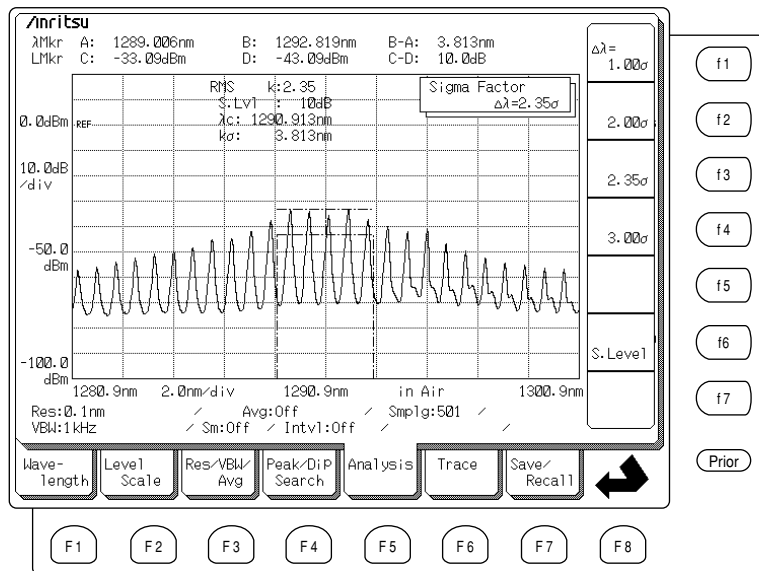 /inritsu
λMkr A: 1289.006nm B: 1292.819nm B-A: 3.813nm
LMkr C: -33.09dBm D: -43.09dBm C-D: 10.0dB
RMS k:2.35
S.Lvl : 10dB
λc: 1290.913nm
kσ: 3.813nm
Sigma Factor
Δλ=2.35σ
0.0dBm REF
10.0dB
/div
-50.0
dBm
-100.0
dBm
1280.9nm 2.0nm/div 1290.9nm in Air 1300.9nm
Res:0.1nm / Avg:Off / Smplg:501 /
VBW:1kHz / Sm:Off / Intvl:Off / /
Δλ=
1.00σ
2.00σ
2.35σ
3.00σ
S.Level
f1
f2
f3
f4
f5
f6
f7
Prior
Wave-
length
Level
Scale
Res/VBW/
Avg
Peak/Dip
Search
Analysis
Trace
Save/
Recall
F1 F2 F3 F4 F5 F6 F7 F8